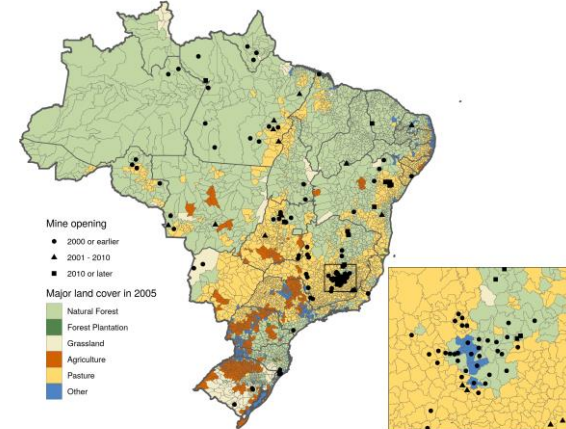 Mine opening
2000 or earlier
2001 - 2010
2010 or later
Major land cover in 2005
Natural Forest
Forest Plantation
Grassland
Agriculture
Pasture
Other